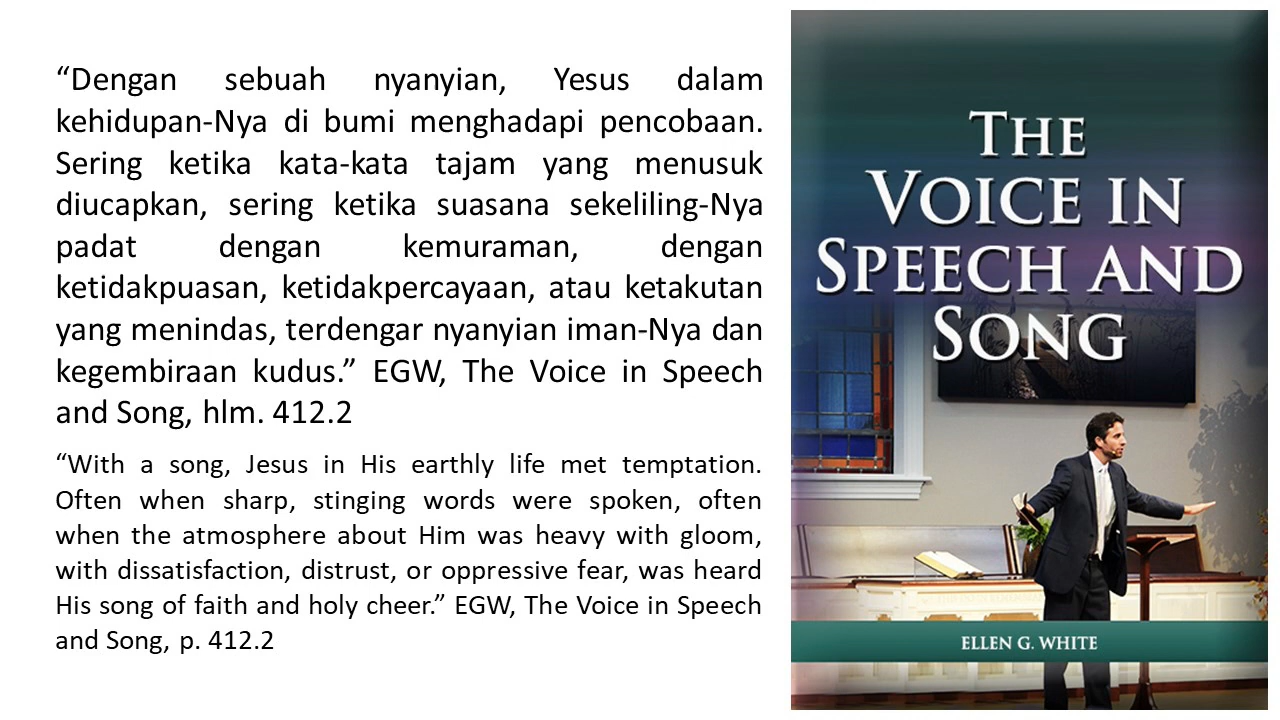 “Dengan sebuah nyanyian, Yesus dalam
kehidupan-Nya di bumi menghadapi pencobaan.
Sering ketika kata-kata tajam yang menusuk
diucapkan, sering ketika suasana sekeliling-Nya
padat dengan kemuraman, dengan
ketidakpuasan, ketidakpercayaan, atau ketakutan
yang menindas, terdengar nyanyian iman-Nya dan
kegembiraan kudus.” EGW, The Voice in Speech
and Song, hlm. 412.2
“With a song, Jesus in His earthly life met temptation.
Often when sharp, stinging words were spoken, often
when the atmosphere about Him was heavy with gloom,
with dissatisfaction, distrust, or oppressive fear, was heard
His song of faith and holy cheer.” EGW, The Voice in Speech
and Song, p. 412.2
THE
VOICE IN
SPEECH AND
SONG
ELLEN G. WHITE